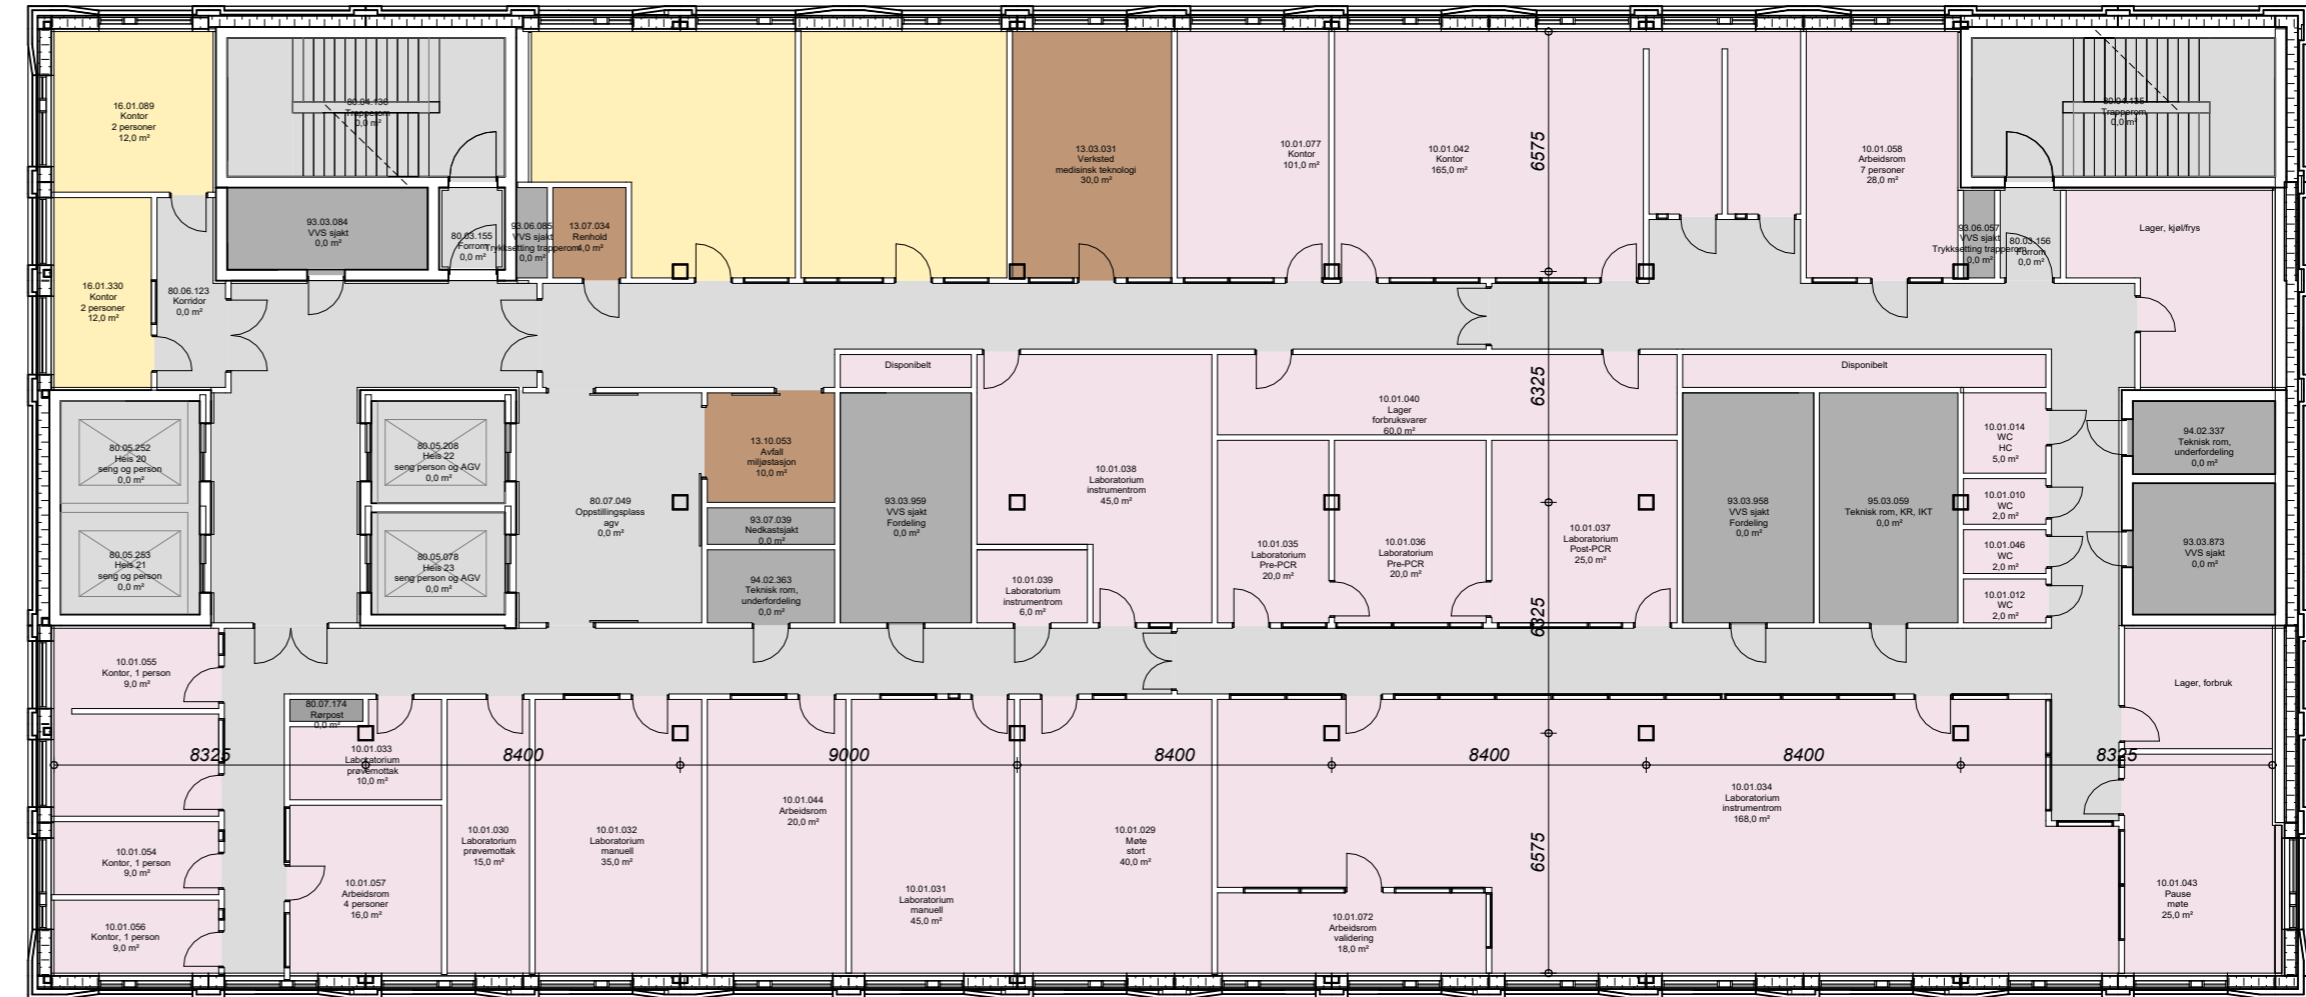 16.01.089
Kontor
2 personer
12,0 m²
80.04.136
Trapperom
0,0 m²
13.03.031
Verksted
medisinsk teknologi
30,0 m²
10.01.077
Kontor
101,0 m²
10.01.042
Kontor
165,0 m²
6575
10.01.058
Arbeidsrom
7 personer
28,0 m²
80.04.135
Trapperom
0,0 m²
16.01.330
Kontor
2 personer
12,0 m²
80.06.123
Korridor
0,0 m²
93.03.084
VVS sjakt
0,0 m²
80.03.155
Forrom
0,0 m²
93.06.085
VVS sjakt
Trykksetting trapperom
0,0 m²
13.07.034
Renhold
4,0 m²
93.06.057
VVS sjakt
Trykksetting trapperom
0,0 m²
80.03.156
Forrom
0,0 m²
Lager, kjøl/frys
Disponibelt
Disponibelt
6325
10.01.040
Lager
forbruksvarer
60,0 m²
80.05.252
Heis 20
seng og person
0,0 m²
80.05.208
Heis 22
seng person og AGV
0,0 m²
80.07.049
Oppstillingsplass
agv
0,0 m²
13.10.053
Avfall
miljøstasjon
10,0 m²
93.03.959
VVS sjakt
Fordeling
0,0 m²
10.01.038
Laboratorium
instrumentrom
45,0 m²
10.01.035
Laboratorium
Pre-PCR
20,0 m²
10.01.036
Laboratorium
Pre-PCR
20,0 m²
10.01.037
Laboratorium
Post-PCR
25,0 m²
93.03.958
VVS sjakt
Fordeling
0,0 m²
95.03.059
Teknisk rom, KR, IKT
0,0 m²
10.01.014
WC
HC
5,0 m²
94.02.337
Teknisk rom,
underfordeling
0,0 m²
10.01.010
WC
2,0 m²
10.01.046
WC
2,0 m²
10.01.012
WC
2,0 m²
93.03.873
VVS sjakt
0,0 m²
80.05.253
Heis 21
seng og person
0,0 m²
80.05.078
Heis 23
seng person og AGV
0,0 m²
93.07.039
Nedkastsjakt
0,0 m²
94.02.363
Teknisk rom,
underfordeling
0,0 m²
10.01.039
Laboratorium
instrumentrom
6,0 m²
6325
10.01.055
Kontor, 1 person
9,0 m²
80.07.174
Rørpost
0,0 m²
Lager, forbruk
8325
8400
9000
8400
8400
8400
8325
10.01.033
Laboratorium
prøvemottak
10,0 m²
10.01.054
Kontor, 1 person
9,0 m²
10.01.056
Kontor, 1 person
9,0 m²
10.01.057
Arbeidsrom
4 personer
16,0 m²
10.01.030
Laboratorium
prøvemottak
15,0 m²
10.01.032
Laboratorium
manuell
35,0 m²
10.01.044
Arbeidsrom
20,0 m²
10.01.031
Laboratorium
manuell
45,0 m²
10.01.029
Møte
stort
40,0 m²
10.01.034
Laboratorium
instrumentrom
168,0 m²
6575
10.01.072
Arbeidsrom
validering
18,0 m²
10.01.043
Pause
møte
25,0 m²